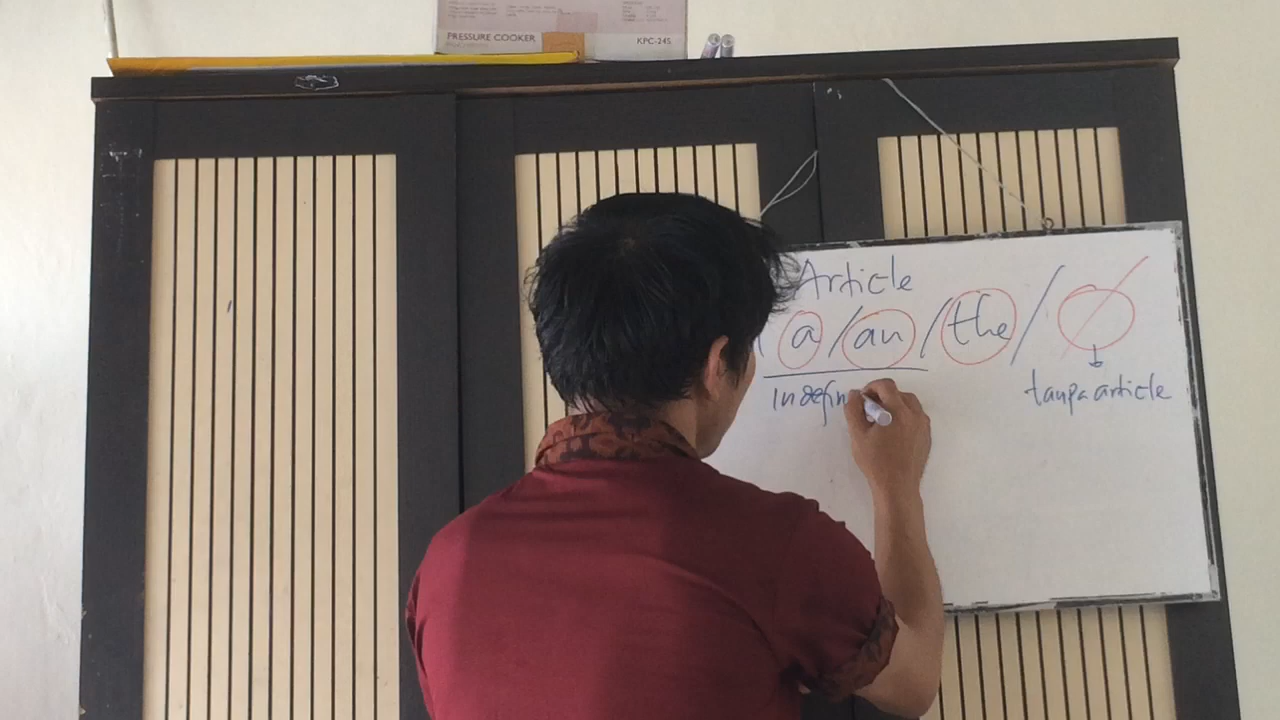 PRESSURE COOKER KPC-245
Article
a / an / the / Ø
indefin
tanpa article